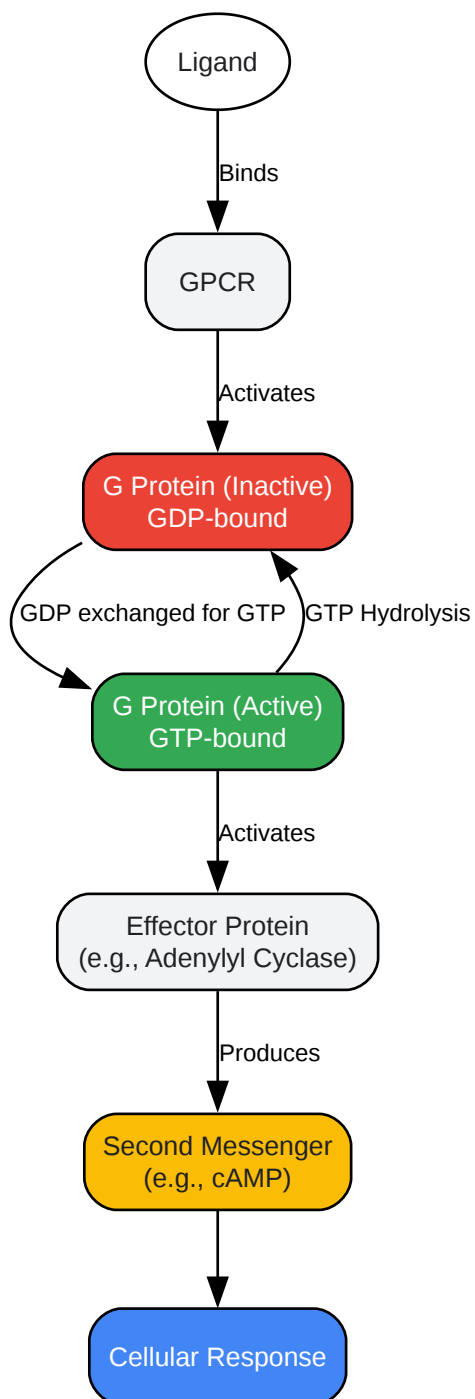 Ligand
Binds
GPCR
Activates
G Protein (Inactive)
GDP-bound
GDP exchanged for GTP
GTP Hydrolysis
G Protein (Active)
GTP-bound
Activates
Effector Protein
(e.g., Adenylyl Cyclase)
Produces
Second Messenger
(e.g., cAMP)
Cellular Response